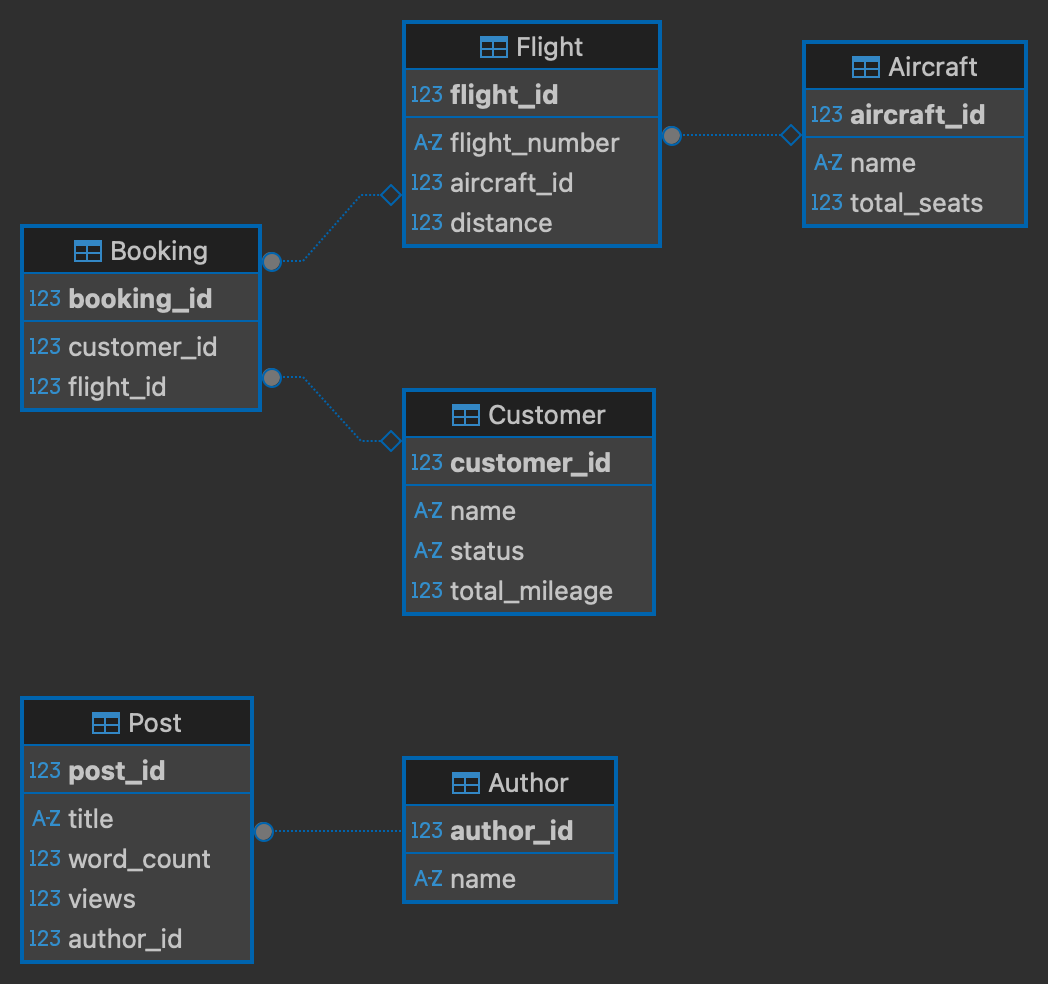 Flight
123 flight_id
A-Z flight_number
123 aircraft_id
123 distance
Aircraft
123 aircraft_id
A-Z name
123 total_seats
Booking
123 booking_id
123 customer_id
123 flight_id
Customer
123 customer_id
A-Z name
A-Z status
123 total_mileage
Post
123 post_id
A-Z title
123 word_count
123 views
123 author_id
Author
123 author_id
A-Z name